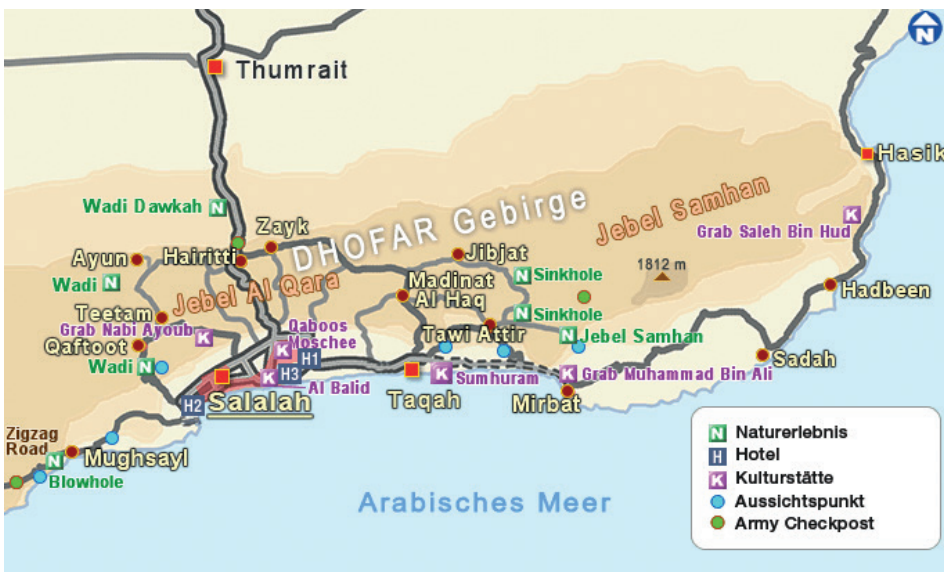 N
Thumrait
Hasik
Wadi Dawkah
N
DHOFAR Gebirge
Jebel Samhan
K
Grab Saleh Bin Hud
Zayk
Hairitti
Ayun
Wadi
N
Jebel Al Qara
Jibjat
N
Sinkhole
1812 m
Madinat
Al Haq
N
Sinkhole
Hadbeen
Teetam
Grab Nabi Ayoub
K
Qaboos
Moschee
K
H1
Tawi Attir
N
Jebel Samhan
Qaftoot
Wadi
N
H3
K
Al Balid
K
Sumhuram
K
Grab Muhammad Bin Ali
Sadah
H2
Salalah
Taqah
Mirbat
Zigzag
Road
N
Mughsayl
Blowhole
Arabisches Meer
N Naturerlebnis
H Hotel
K Kulturstätte
Aussichtspunkt
Army Checkpost